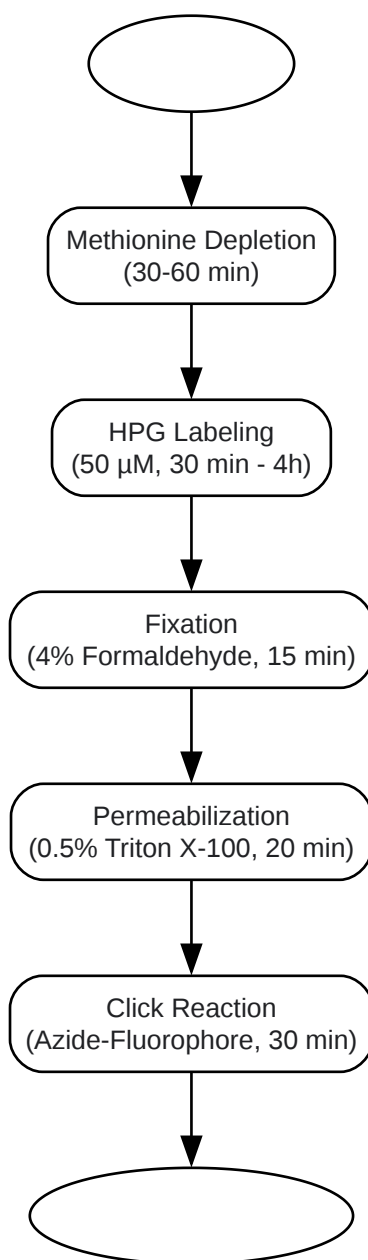 Methionine Depletion
(30-60 min)
HPG Labeling
(50 µM, 30 min - 4h)
Fixation
(4% Formaldehyde, 15 min)
Permeabilization
(0.5% Triton X-100, 20 min)
Click Reaction
(Azide-Fluorophore, 30 min)